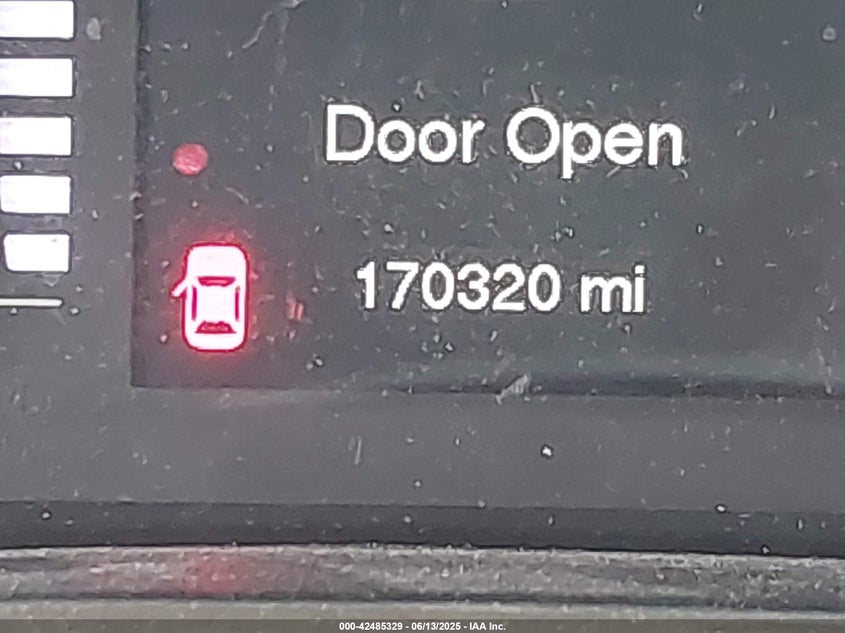 Door Open
170320 mi
000-42485329 - 06/13/2025 - IAA Inc.